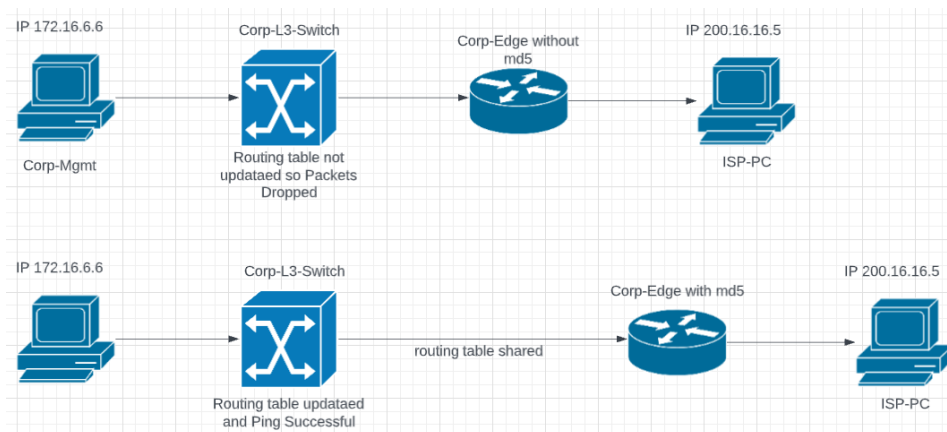 IP 172.16.6.6
Corp-L3-Switch
Corp-Edge without
md5
IP 200.16.16.5
Corp-Mgmt
Routing table not
updataed so Packets
Dropped
ISP-PC
IP 172.16.6.6
Corp-L3-Switch
Corp-Edge with md5
IP 200.16.16.5
routing table shared
Routing table updataed
and Ping Successful
ISP-PC